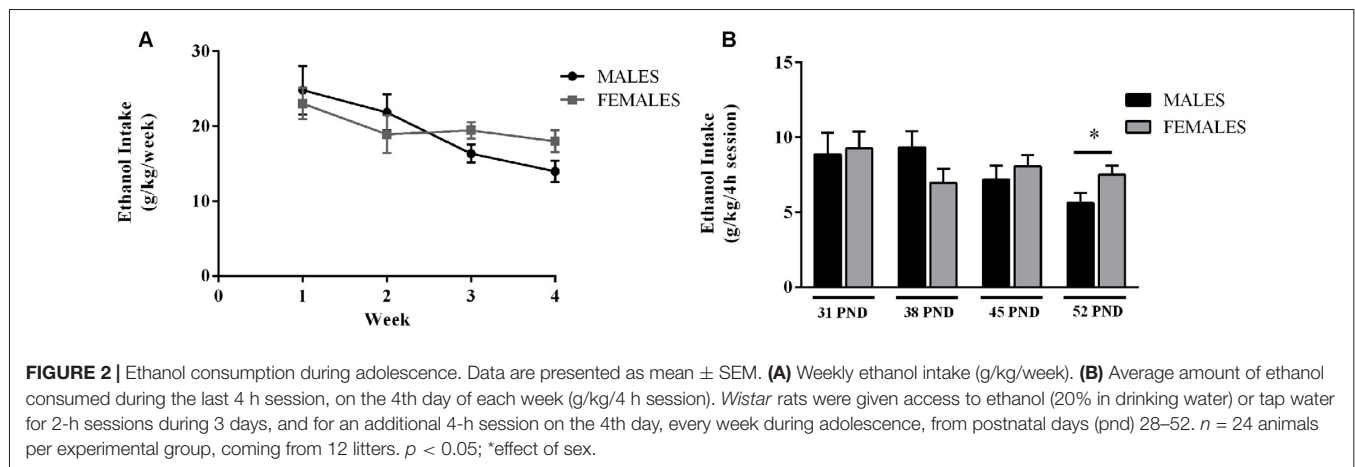 A
30
20
10
0
Ethanol Intake
(g/kg/week)
0 1 2 3 4
Week
MALES
FEMALES
B
15
10
5
0
Ethanol Intake
(g/kg/4h session)
*
31 PND 38 PND 45 PND 52 PND
MALES
FEMALES
FIGURE 2 | Ethanol consumption during adolescence. Data are presented as mean ± SEM. (A) Weekly ethanol intake (g/kg/week). (B) Average amount of ethanol
consumed during the last 4 h session, on the 4th day of each week (g/kg/4 h session). Wistar rats were given access to ethanol (20% in drinking water) or tap water
for 2-h sessions during 3 days, and for an additional 4-h session on the 4th day, every week during adolescence, from postnatal days (pnd) 28–52. n = 24 animals
per experimental group, coming from 12 litters. p < 0.05; *effect of sex.